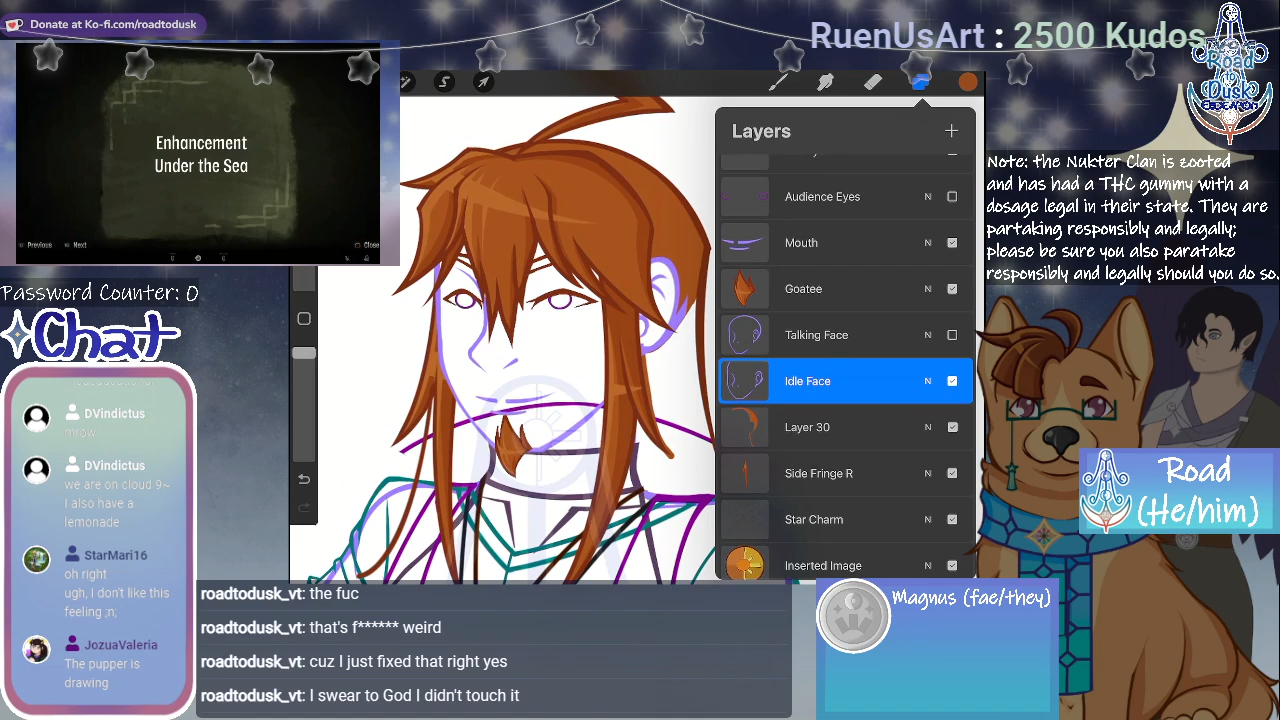 Donate at Ko-fi.com/roadtodusk
RuenUsArt : 2500 Kudos
Road
to
Dusk
Enhancement
Under the Sea
Previous
Next
Close
Layers
Audience Eyes N
Mouth N
Goatee N
Talking Face N
Idle Face N
Layer 30 N
Side Fringe R N
Star Charm N
Inserted Image N
Note: the Nukter Clan is zooted
and has had a THC gummy with a
dosage legal in their state. They are
partaking responsibly and legally;
please be sure you also paratake
responsibly and legally should you do so.
Password Counter: 0
Chat
DVindictus
mrow
DVindictus
we are on cloud 9~
I also have a
lemonade
StarMari16
oh right
ugh, I don't like this
feeling ;n;
JozuaValeria
The pupper is
drawing
roadtodusk_vt: the fuc
roadtodusk_vt: that's f****** weird
roadtodusk_vt: cuz I just fixed that right yes
roadtodusk_vt: I swear to God I didn't touch it
Road
(He/him)
Magnus (fae/they)